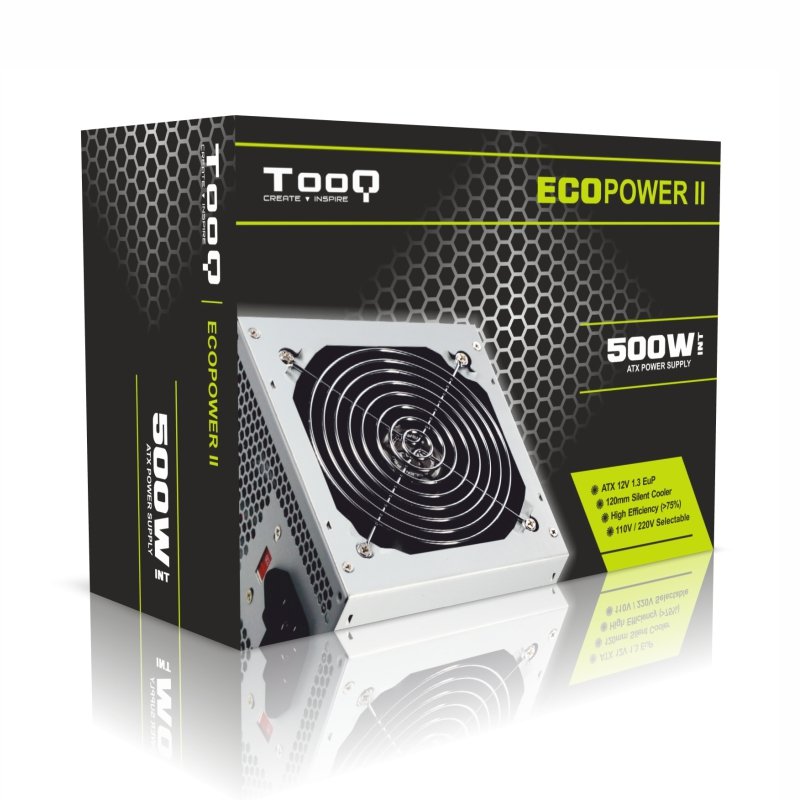 TooQ
CREATE ▼ INSPIRE
ECOPOWER II
500W INT
ATX POWER SUPPLY
ATX 12V 1.3 EuP
120mm Silent Cooler
High Efficiency (>75%)
110V / 220V Selectable
TooQ
CREATE ▼ INSPIRE
ECOPOWER II
500W INT
ATX POWER SUPPLY